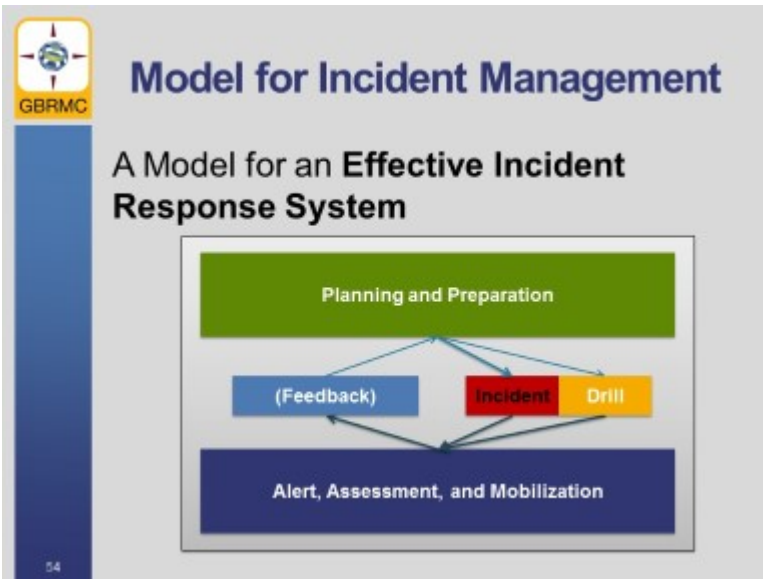 GBRMC
Model for Incident Management
A Model for an Effective Incident
Response System
Planning and Preparation
(Feedback)
Incident
Drill
Alert, Assessment, and Mobilization
54